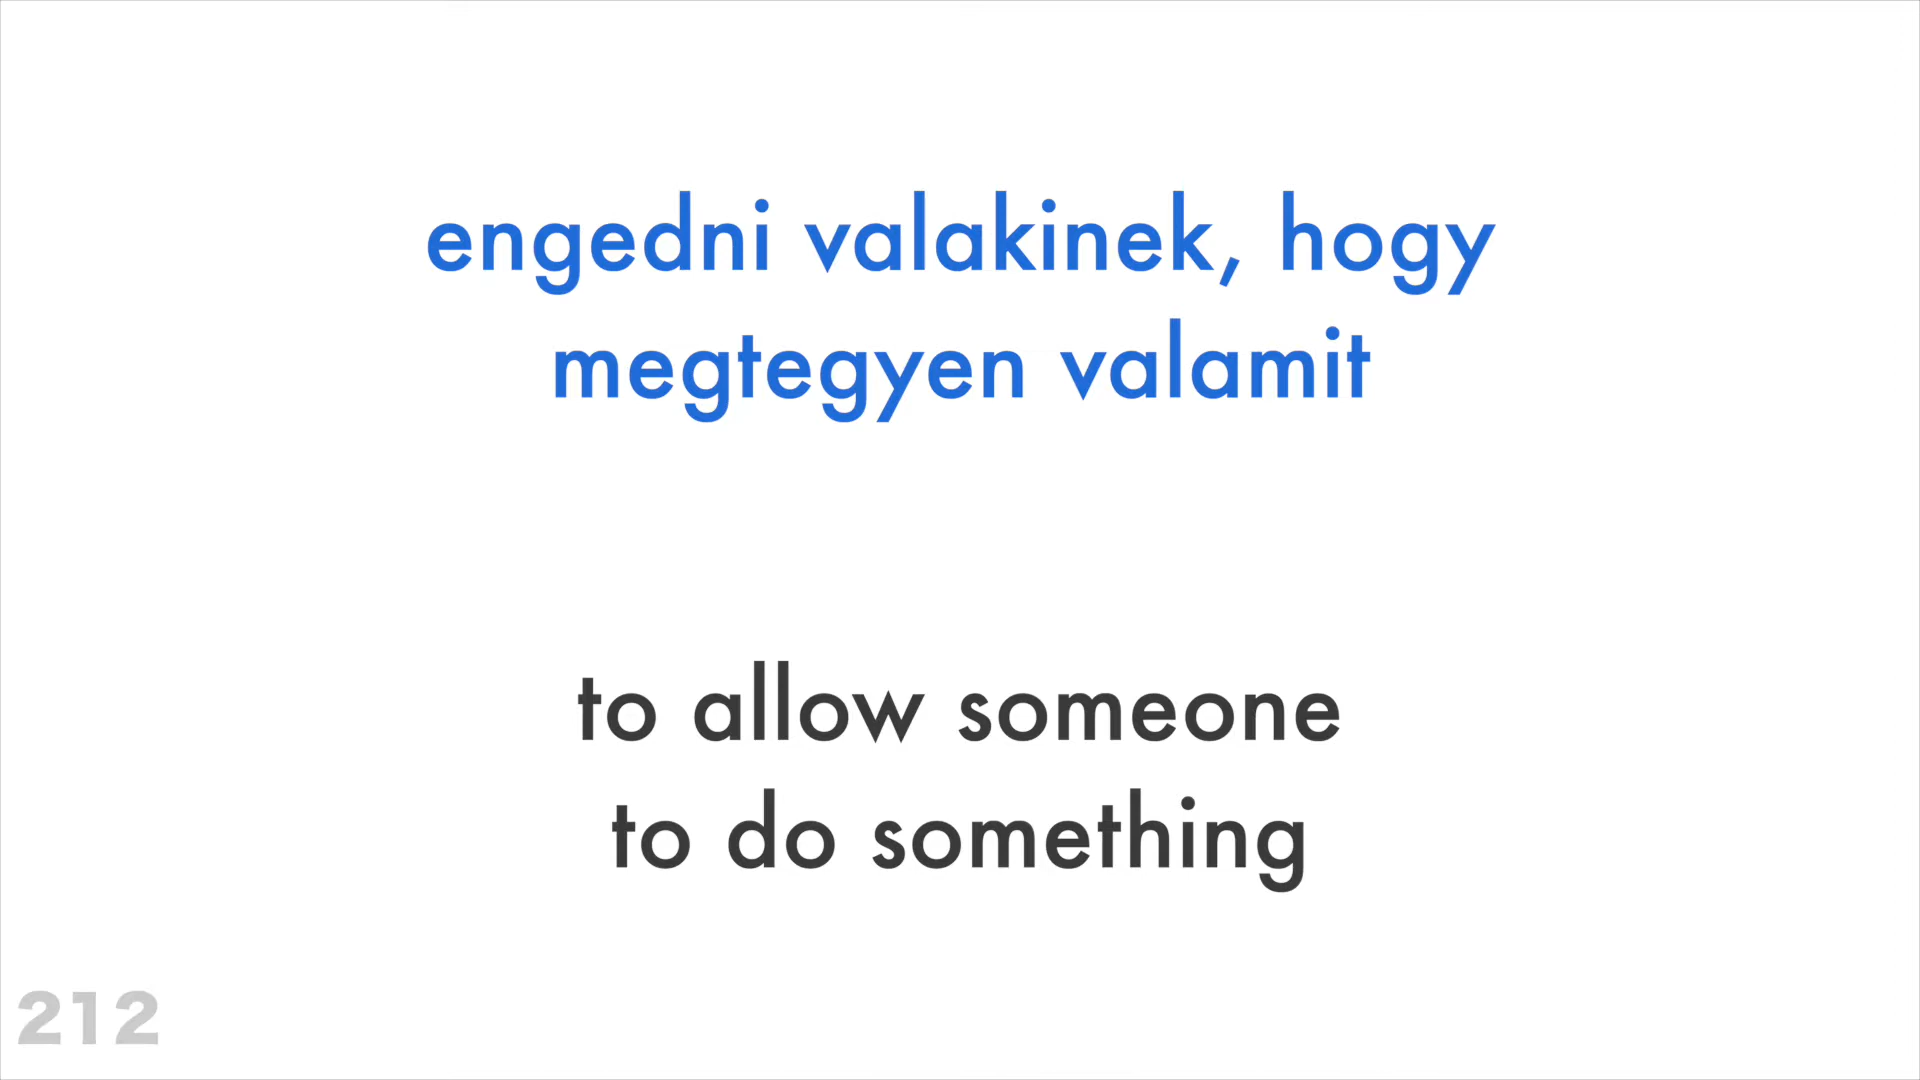 engedni valakinek, hogy
megtegyen valamit
to allow someone
to do something
212